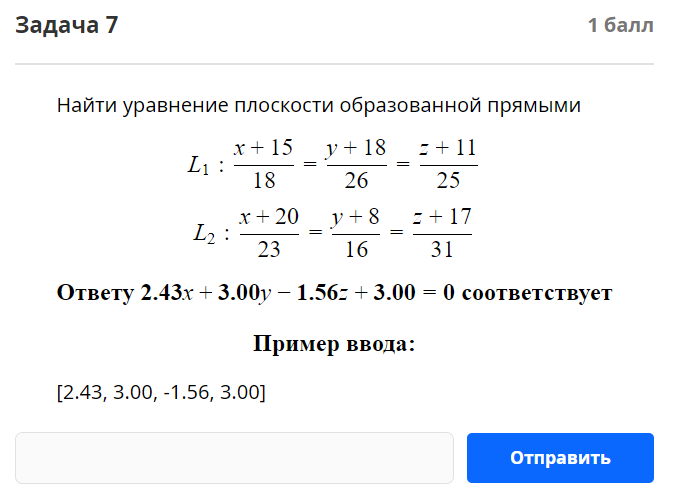 Задача 7
1 балл
Найти уравнение плоскости образованной прямыми
L₁ : (x + 15)/18 = (y + 18)/26 = (z + 11)/25
L₂ : (x + 20)/23 = (y + 8)/16 = (z + 17)/31
Ответу 2.43x + 3.00y − 1.56z + 3.00 = 0 соответствует
Пример ввода:
[2.43, 3.00, -1.56, 3.00]
Отправить